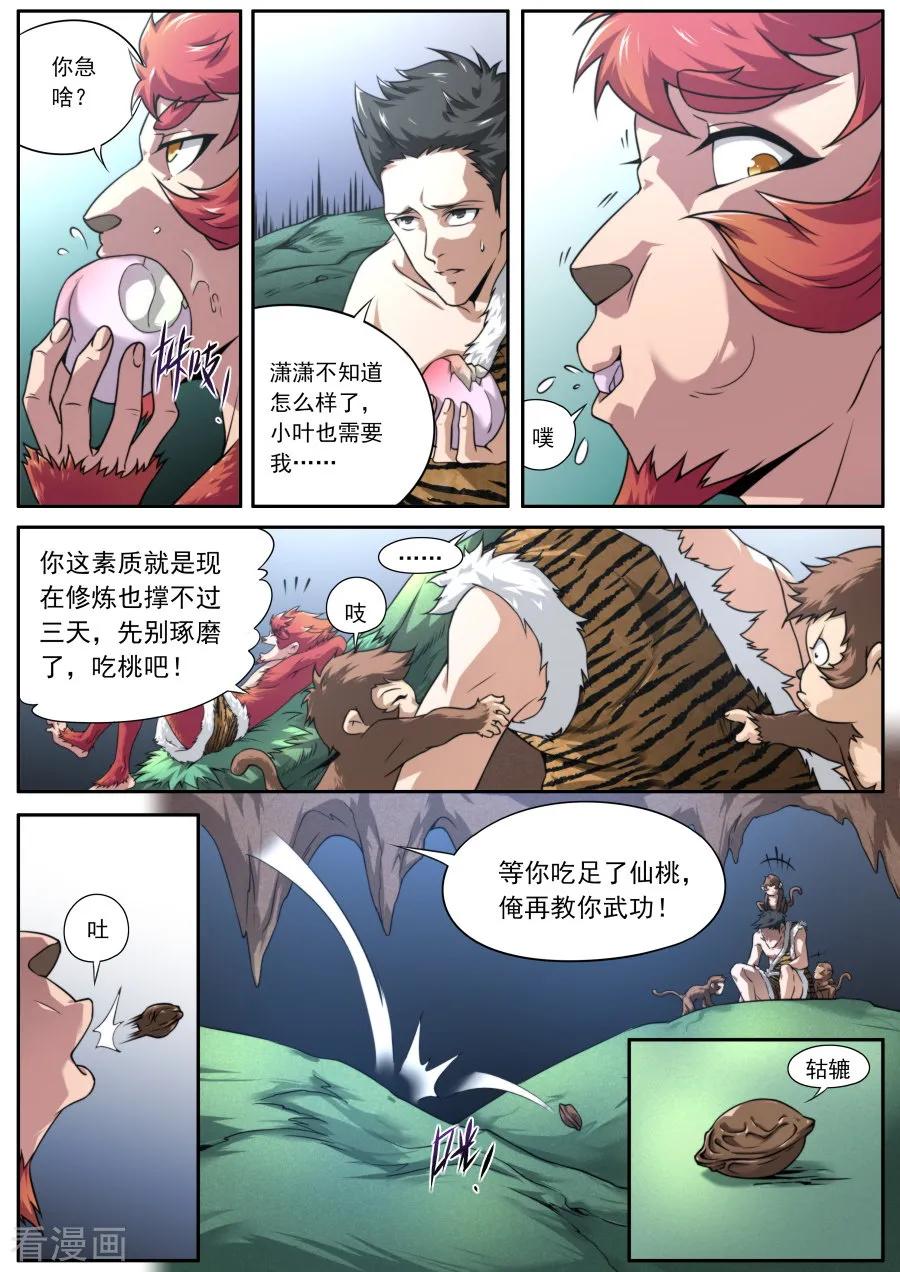 你急
啥?
咔吱!
潇潇不知道
怎么样了，
小叶也需要
我……
噗
你这素质就是现
在修炼也撑不过
三天，先别琢磨
了，吃桃吧！
吱
……
吐
等你吃足了仙桃，
俺再教你武功！
咣!
轱辘
看漫画